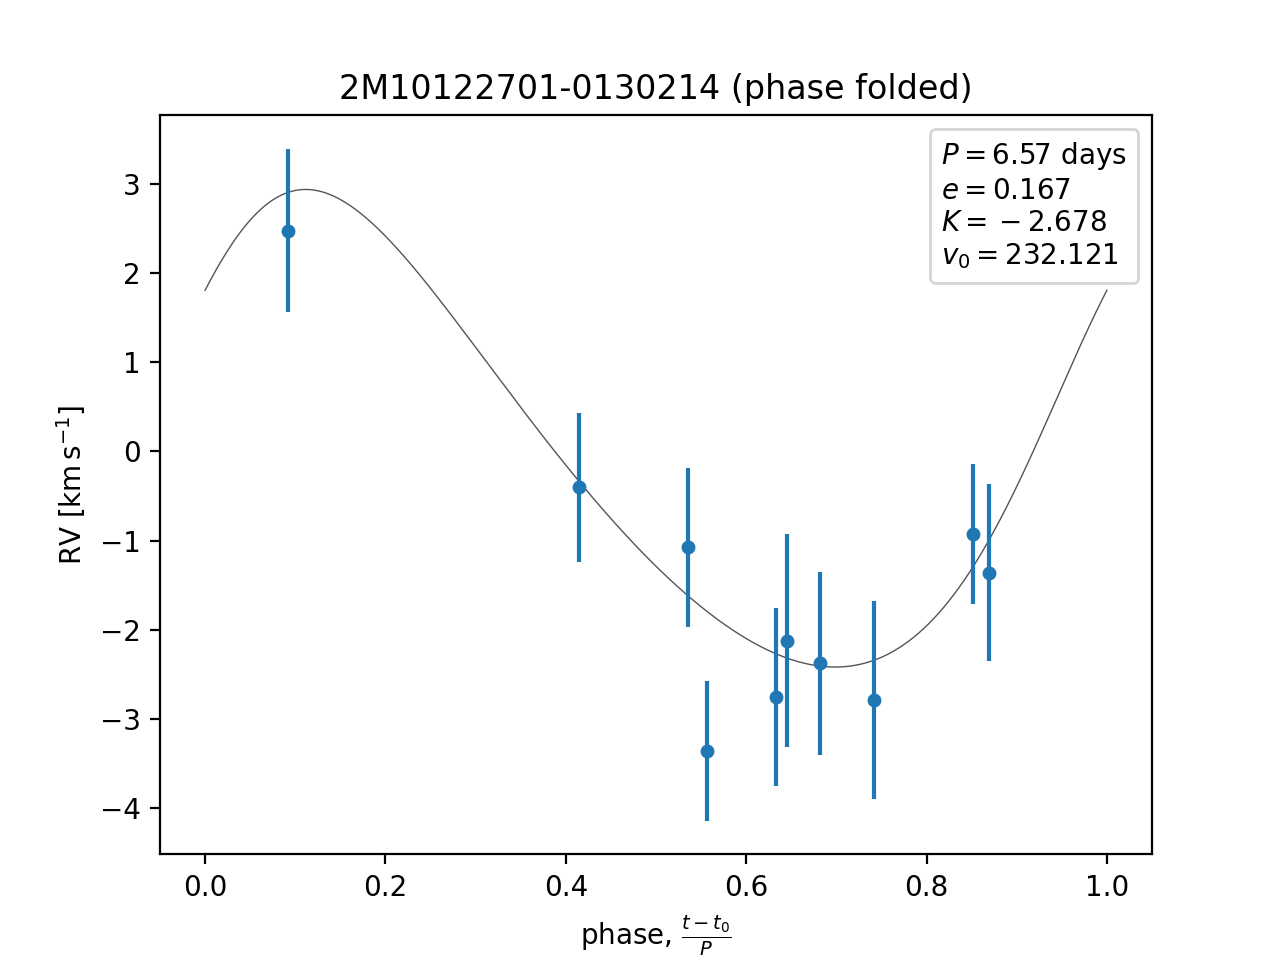 2M10122701-0130214 (phase folded)
P = 6.57 days
e = 0.167
K = −2.678
v₀ = 232.121
RV [km s⁻¹]
3
2
1
0
−1
−2
−3
−4
0.0 0.2 0.4 0.6 0.8 1.0
phase, (t − t₀)/P